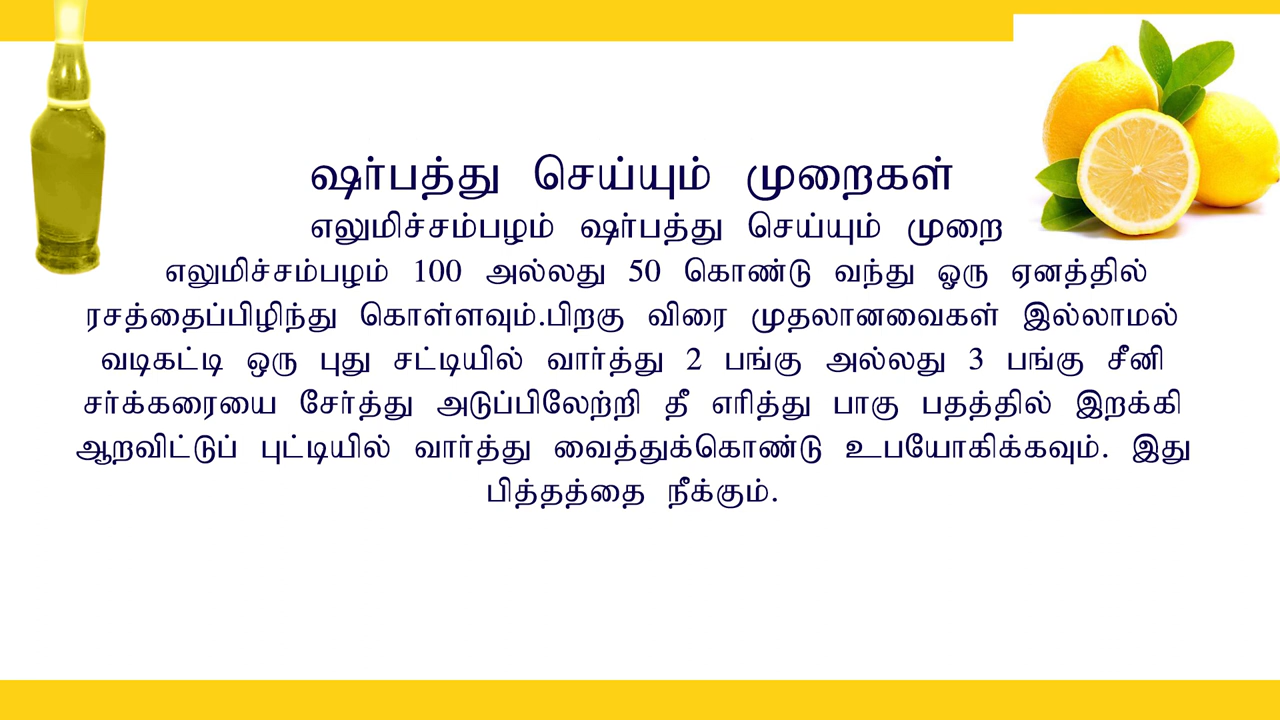 ஷர்பத்து செய்யும் முறைகள்
எலுமிச்சம்பழம் ஷர்பத்து செய்யும் முறை
எலுமிச்சம்பழம் 100 அல்லது 50 கொண்டு வந்து ஓரு ஏனத்தில்
ரசத்தைப்பிழிந்து கொள்ளவும்.பிறகு விரை முதலானவைகள் இல்லாமல்
வடிகட்டி ஒரு புது சட்டியில் வார்த்து 2 பங்கு அல்லது 3 பங்கு சீனி
சர்க்கரையை சேர்த்து அடுப்பிலேற்றி தீ எரித்து பாகு பதத்தில் இறக்கி
ஆறவிட்டுப் புட்டியில் வார்த்து வைத்துக்கொண்டு உபயோகிக்கவும். இது
பித்தத்தை நீக்கும்.